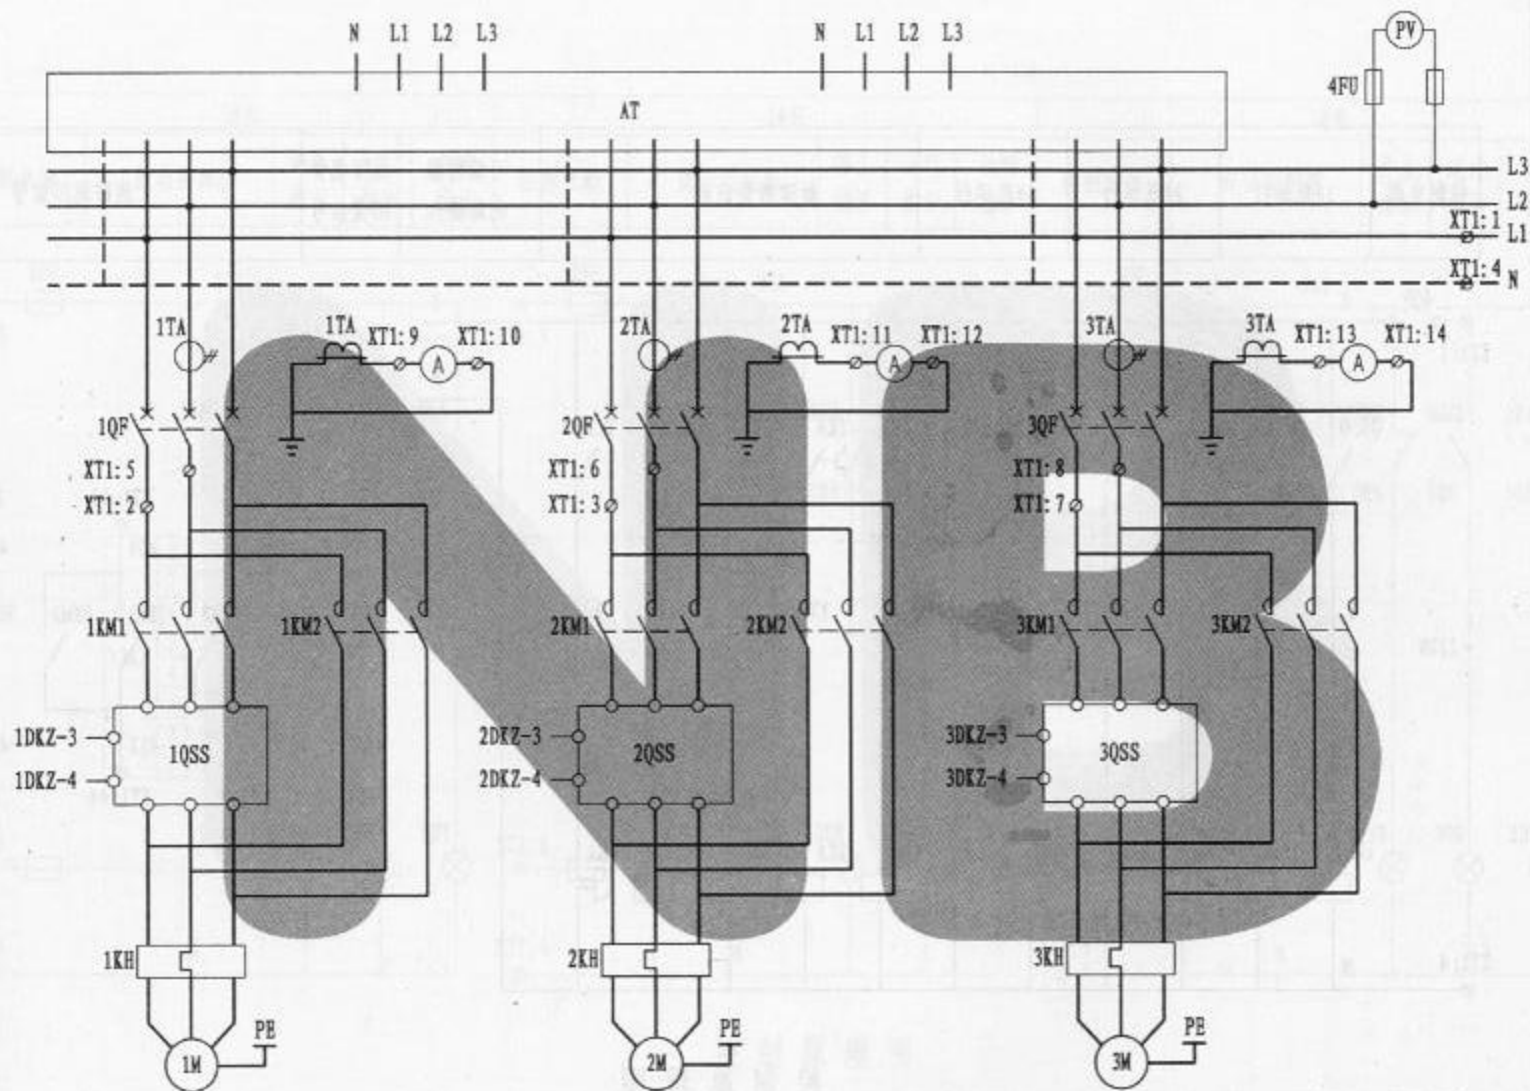 N L1 L2 L3 N L1 L2 L3 PV
4FU
AT
L3
L2
XT1:1 L1
XT1:4 N
1TA 1TA XT1:9 XT1:10 2TA 2TA XT1:11 XT1:12 3TA 3TA XT1:13 XT1:14
A A A
1QF 2QF 3QF
XT1:5 XT1:6 XT1:8
XT1:2 XT1:3 XT1:7
1KM1 1KM2 2KM1 2KM2 3KM1 3KM2
1DKZ-3 2DKZ-3 3DKZ-3
1QSS 2QSS 3QSS
1DKZ-4 2DKZ-4 3DKZ-4
1KH 2KH 3KH
PE PE PE
1M 2M 3M